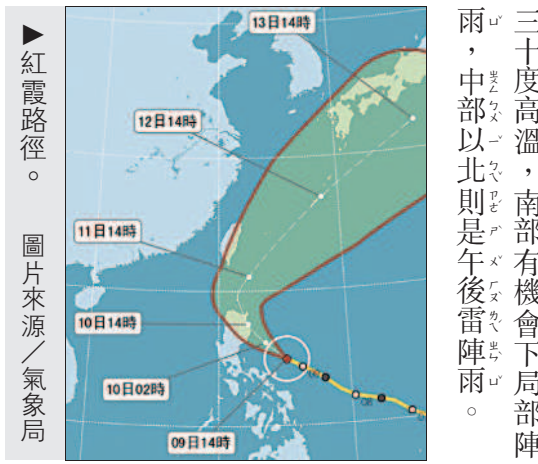 三十度高溫，南部有機會下局部陣
雨，中部以北則是午後雷陣雨。
13日14時
12日14時
11日14時
10日14時
10日02時
09日14時
▶紅霞路徑。 圖片來源／氣象局